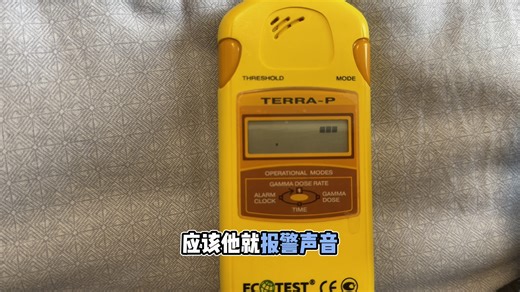 THRESHOLD MODE
TERRA-P
OPERATIONAL MODES
GAMMA DOSE RATE
ALARM CLOCK
GAMMA DOSE
TIME
应该他就报警声音
ECOTEST® CE